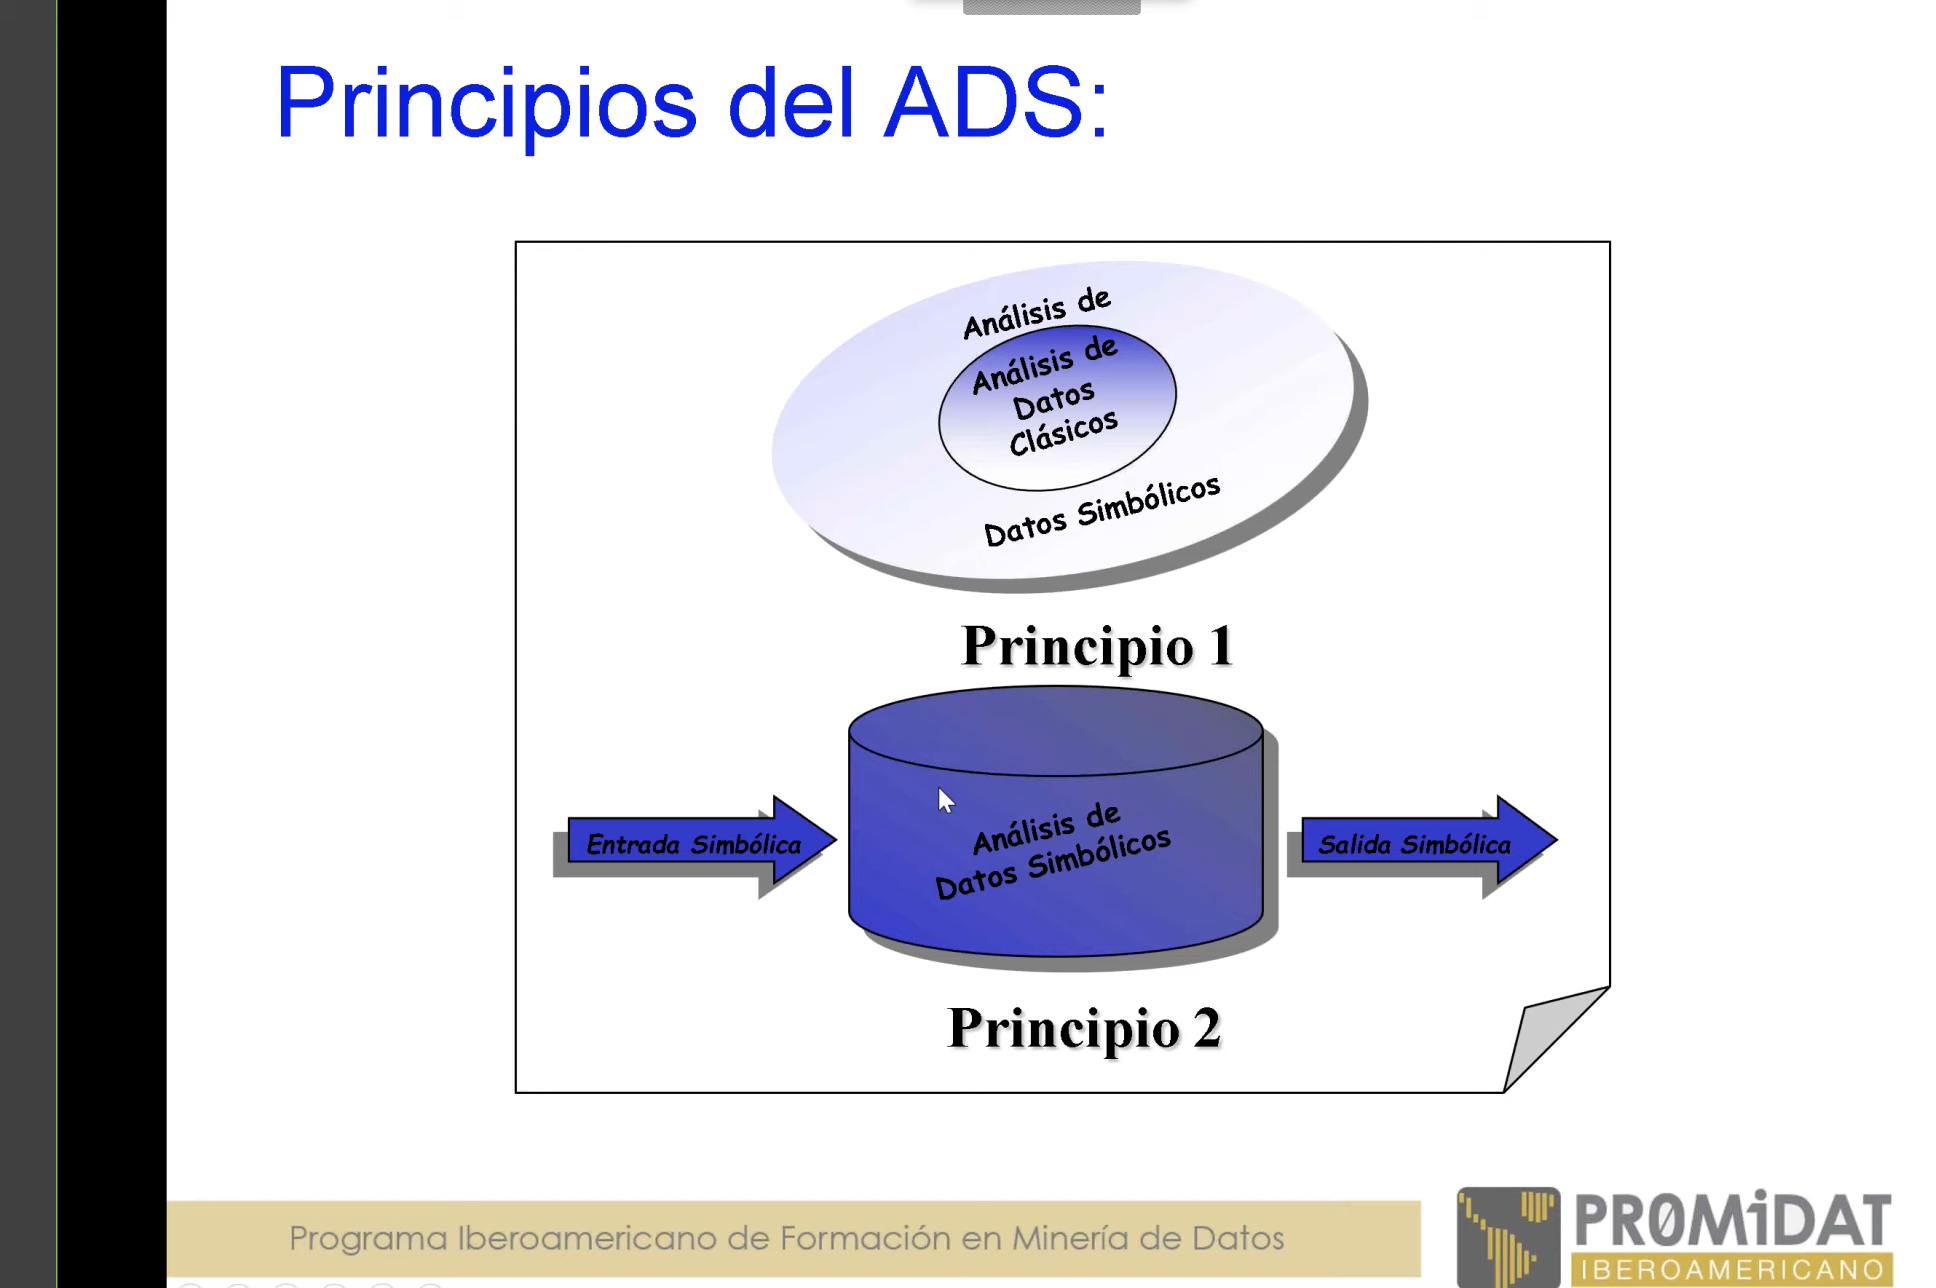 Principios del ADS:
Análisis de
Análisis de
Datos
Clásicos
Datos Simbólicos
Principio 1
Entrada Simbólica
Análisis de
Datos Simbólicos
Salida Simbólica
Principio 2
Programa Iberoamericano de Formación en Minería de Datos
PR0MiDAT
IBEROAMERICANO